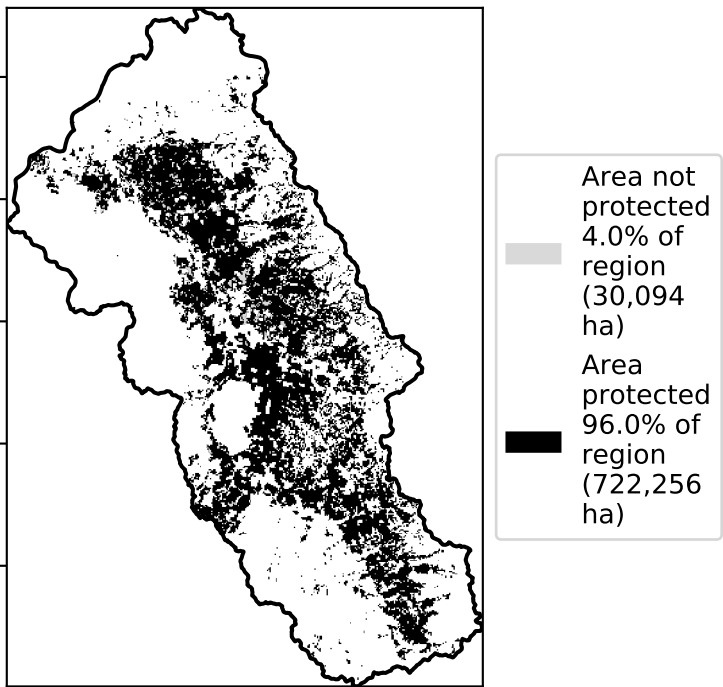 Area not
protected
4.0% of
region
(30,094
ha)
Area
protected
96.0% of
region
(722,256
ha)